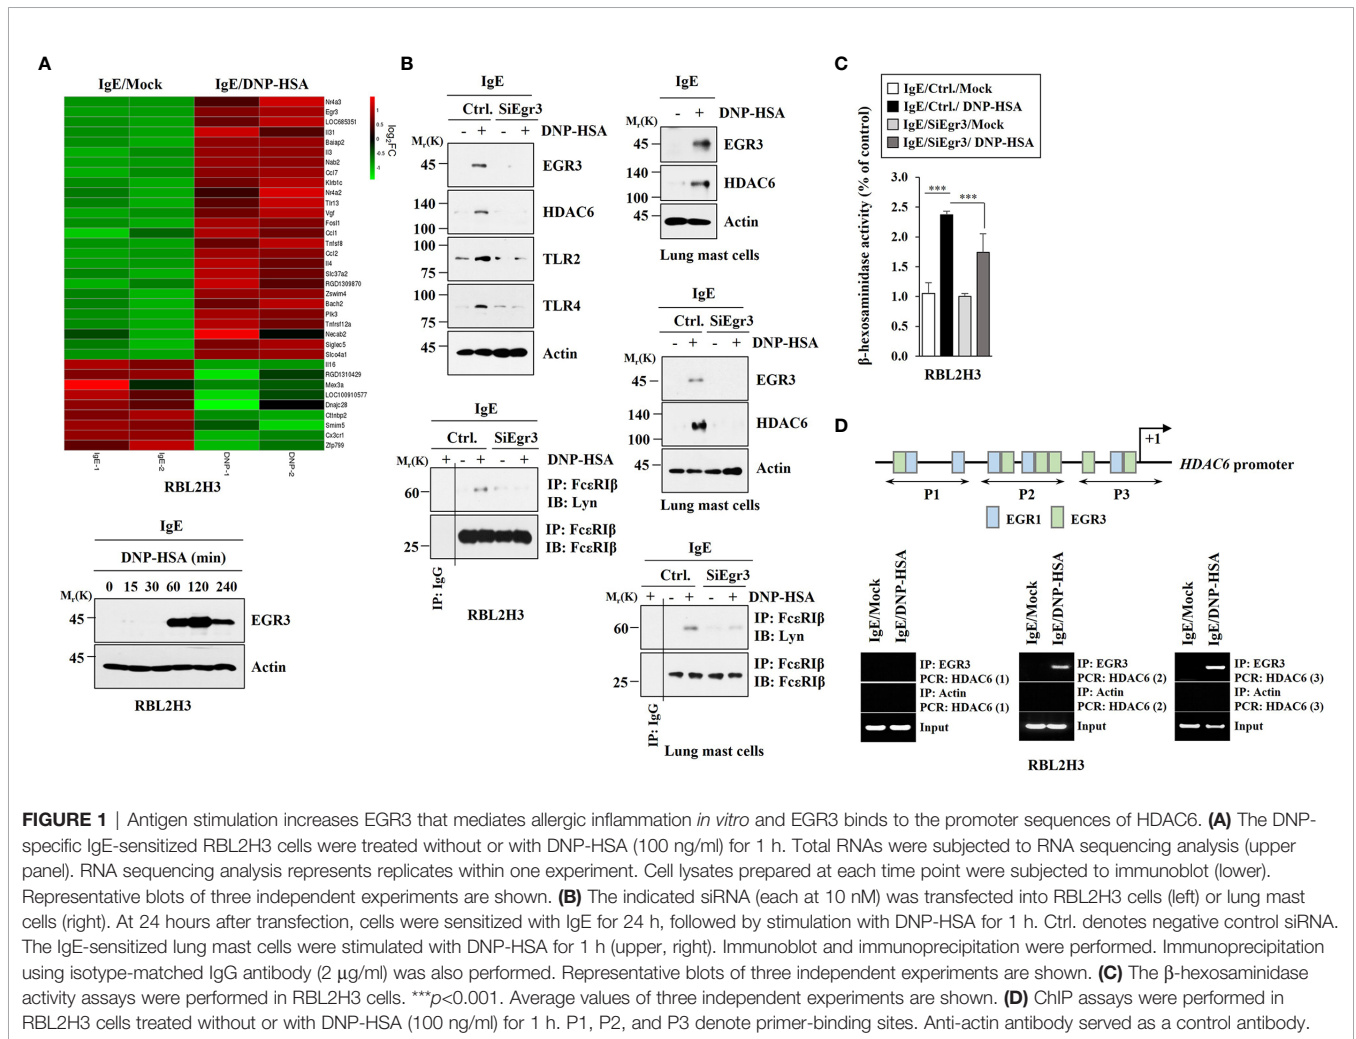 A
IgE/Mock IgE/DNP-HSA
Nr4a3
Egr3
LOC685351
Il31
Baiap2
Il3
Nab2
Ccl7
Klrb1c
Nr4a2
Tlr13
Vgf
Fosl1
Ccl1
Tnfsf8
Ccl2
Il4
Slc37a2
RGD1309870
Zswim4
Bach2
Plk3
Tnfrsf12a
Necab2
Siglec5
Slco4a1
Il16
RGD1310429
Mex3a
LOC100910577
Dnajc28
Cttnbp2
Smim5
Cx3cr1
Zfp799
1
0.5
0
-0.5
-1
log2FC
IgE-1 IgE-2 DNP-1 DNP-2
RBL2H3
IgE
DNP-HSA (min)
0 15 30 60 120 240
Mr(K)
45 EGR3
45 Actin
RBL2H3
B
IgE
Ctrl. SiEgr3
- + - + DNP-HSA
Mr(K)
45 EGR3
140
100 HDAC6
100
75 TLR2
100
75 TLR4
45 Actin
IgE
Ctrl. SiEgr3
Mr(K) + - + - + DNP-HSA
60 IP: FcεRIβ
IB: Lyn
25 IP: FcεRIβ
IB: FcεRIβ
IP: IgG
RBL2H3
IgE
Mr(K) - + DNP-HSA
45 EGR3
140
100 HDAC6
45 Actin
Lung mast cells
IgE
Ctrl. SiEgr3
- + - + DNP-HSA
Mr(K)
45 EGR3
140
100 HDAC6
45 Actin
Lung mast cells
IgE
Ctrl. SiEgr3
Mr(K) + - + - + DNP-HSA
60 IP: FcεRIβ
IB: Lyn
25 IP: FcεRIβ
IB: FcεRIβ
IP: IgG
Lung mast cells
C
IgE/Ctrl./Mock
IgE/Ctrl./ DNP-HSA
IgE/SiEgr3/Mock
IgE/SiEgr3/ DNP-HSA
β-hexosaminidase activity (% of control)
3.0
2.5
2.0
1.5
1.0
0.5
0.0
*** ***
RBL2H3
D
+1
HDAC6 promoter
P1 P2 P3
EGR1 EGR3
IgE/Mock IgE/DNP-HSA
IP: EGR3
PCR: HDAC6 (1)
IP: Actin
PCR: HDAC6 (1)
Input
IgE/Mock IgE/DNP-HSA
IP: EGR3
PCR: HDAC6 (2)
IP: Actin
PCR: HDAC6 (2)
Input
IgE/Mock IgE/DNP-HSA
IP: EGR3
PCR: HDAC6 (3)
IP: Actin
PCR: HDAC6 (3)
Input
RBL2H3
FIGURE 1 | Antigen stimulation increases EGR3 that mediates allergic inflammation in vitro and EGR3 binds to the promoter sequences of HDAC6. (A) The DNP-
specific IgE-sensitized RBL2H3 cells were treated without or with DNP-HSA (100 ng/ml) for 1 h. Total RNAs were subjected to RNA sequencing analysis (upper
panel). RNA sequencing analysis represents replicates within one experiment. Cell lysates prepared at each time point were subjected to immunoblot (lower).
Representative blots of three independent experiments are shown. (B) The indicated siRNA (each at 10 nM) was transfected into RBL2H3 cells (left) or lung mast
cells (right). At 24 hours after transfection, cells were sensitized with IgE for 24 h, followed by stimulation with DNP-HSA for 1 h. Ctrl. denotes negative control siRNA.
The IgE-sensitized lung mast cells were stimulated with DNP-HSA for 1 h (upper, right). Immunoblot and immunoprecipitation were performed. Immunoprecipitation
using isotype-matched IgG antibody (2 μg/ml) was also performed. Representative blots of three independent experiments are shown. (C) The β-hexosaminidase
activity assays were performed in RBL2H3 cells. ***p<0.001. Average values of three independent experiments are shown. (D) ChIP assays were performed in
RBL2H3 cells treated without or with DNP-HSA (100 ng/ml) for 1 h. P1, P2, and P3 denote primer-binding sites. Anti-actin antibody served as a control antibody.